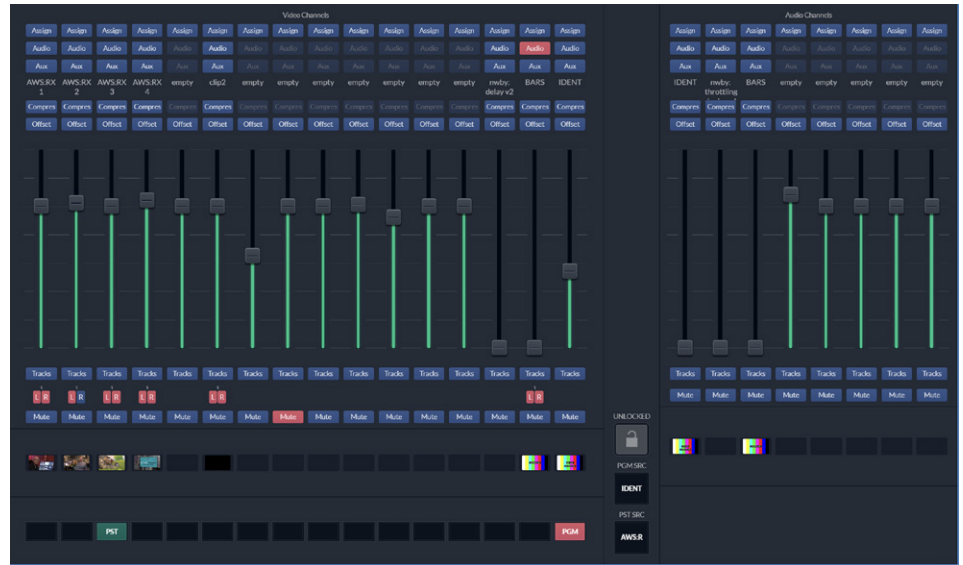 Video Channels
Audio Channels
Assign Assign Assign Assign Assign Assign Assign Assign Assign Assign Assign Assign Assign Assign Assign Assign
Assign Assign Assign Assign Assign Assign Assign Assign
Audio Audio Audio Audio Audio Audio Audio Audio Audio Audio Audio Audio Audio Audio Audio Audio
Audio Audio Audio Audio Audio Audio Audio Audio
Aux Aux Aux Aux Aux Aux Aux Aux Aux Aux Aux Aux Aux Aux Aux Aux
Aux Aux Aux Aux Aux Aux Aux Aux
AWS:RX AWS:RX AWS:RX AWS:RX empty clip2 empty empty empty empty empty empty empty nwby: BARS IDENT
1 2 3 4 delay v2
IDENT nwby: BARS empty empty empty empty empty
throttling
Compres Compres Compres Compres Compres Compres Compres Compres Compres Compres Compres Compres Compres Compres Compres Compres
Compres Compres Compres Compres Compres Compres Compres Compres
Offset Offset Offset Offset Offset Offset Offset Offset Offset Offset Offset Offset Offset Offset Offset Offset
Offset Offset Offset Offset Offset Offset Offset Offset
Tracks Tracks Tracks Tracks Tracks Tracks Tracks Tracks Tracks Tracks Tracks Tracks Tracks Tracks Tracks Tracks
Tracks Tracks Tracks Tracks Tracks Tracks Tracks Tracks
L R L R L R L R L R L R
Mute Mute Mute Mute Mute Mute Mute Mute Mute Mute Mute Mute Mute Mute Mute Mute
Mute Mute Mute Mute Mute Mute Mute Mute
UNLOCKED
PGM SRC
IDENT
PST SRC
AWS:R
PST
PGM